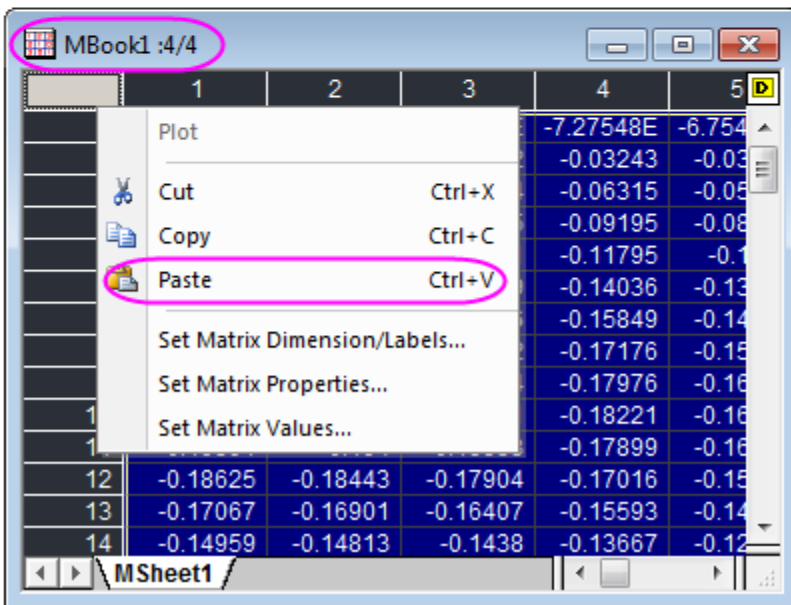 MBook1 :4/4
1 2 3 4 5 D
Plot -7.27548E -6.754
-0.03243 -0.03
Cut Ctrl+X -0.06315 -0.05
Copy Ctrl+C -0.09195 -0.08
-0.11795 -0.1
Paste Ctrl+V -0.14036 -0.13
-0.15849 -0.14
Set Matrix Dimension/Labels... -0.17176 -0.15
Set Matrix Properties... -0.17976 -0.16
-0.18221 -0.16
Set Matrix Values... -0.17899 -0.16
12 -0.18625 -0.18443 -0.17904 -0.17016 -0.15
13 -0.17067 -0.16901 -0.16407 -0.15593 -0.14
14 -0.14959 -0.14813 -0.1438 -0.13667 -0.12
MSheet1